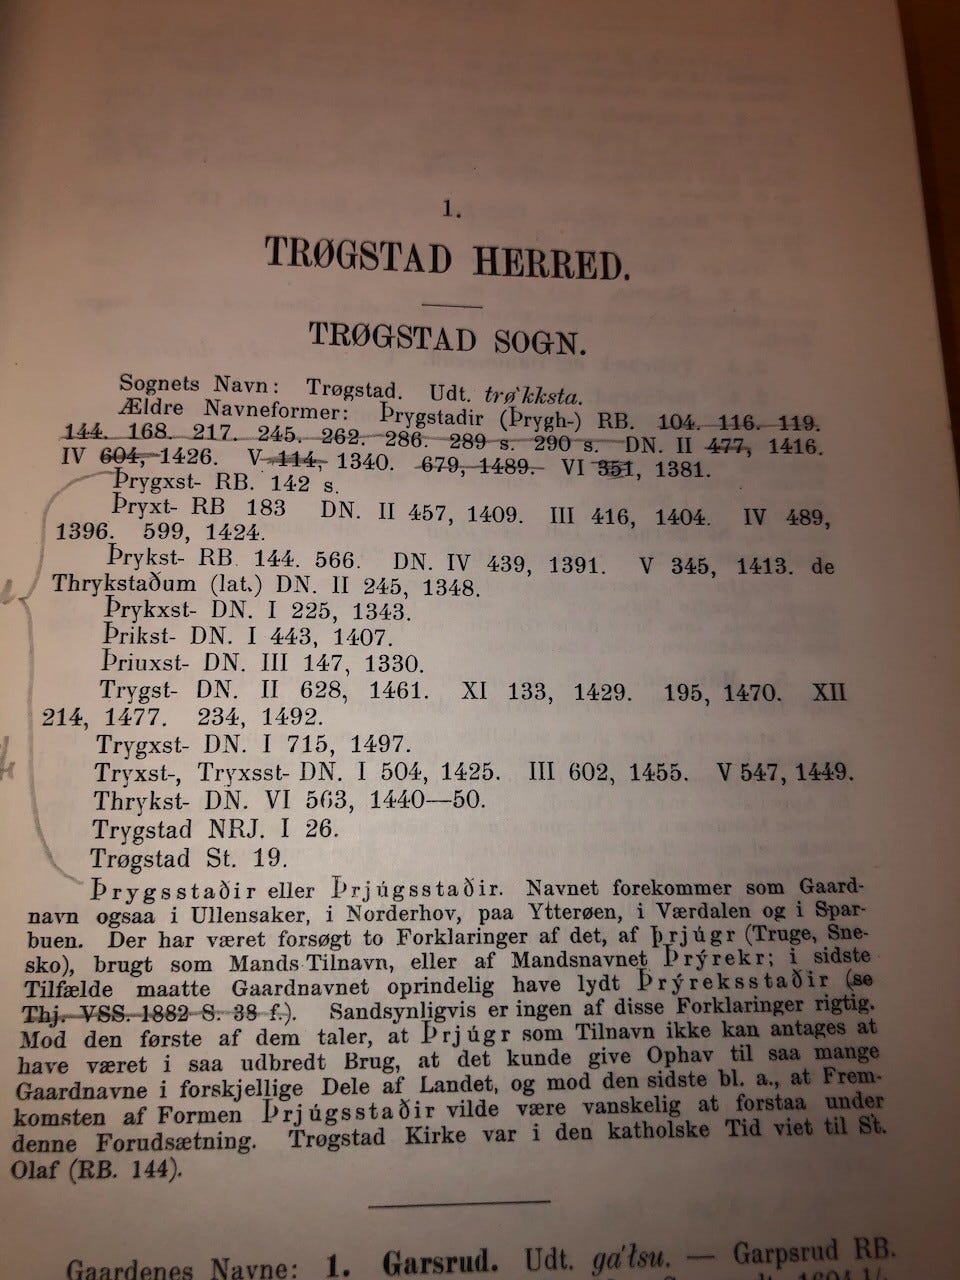 1.
TRØGSTAD HERRED.
TRØGSTAD SOGN.
Sognets Navn: Trøgstad. Udt. trø`kksta.
Ældre Navneformer: Þrygstadir (Þrygh-) RB. 104. 116. 119.
144. 168. 217. 245. 262. 286. 289 s. 290 s. DN. II 477, 1416.
IV 604, 1426. V 114, 1340. 679, 1489. VI 351, 1381.
Þrygxst- RB. 142 s.
Þryxt- RB 183 DN. II 457, 1409. III 416, 1404. IV 489,
1396. 599, 1424.
Þrykst- RB. 144. 566. DN. IV 439, 1391. V 345, 1413. de
Thrykstaðum (lat.) DN. II 245, 1348.
Þrykxst- DN. I 225, 1343.
Þrikst- DN. I 443, 1407.
Þriuxst- DN. III 147, 1330.
Trygst- DN. II 628, 1461. XI 133, 1429. 195, 1470. XII
214, 1477. 234, 1492.
Trygxst- DN. I 715, 1497.
Tryxst-, Tryxsst- DN. I 504, 1425. III 602, 1455. V 547, 1449.
Thrykst- DN. VI 563, 1440—50.
Trygstad NRJ. I 26.
Trøgstad St. 19.
Þrygsstaðir eller Þrjúgsstaðir. Navnet forekommer som Gaard-
navn ogsaa i Ullensaker, i Norderhov, paa Ytterøen, i Værdalen og i Spar-
buen. Der har været forsøgt to Forklaringer af det, af þrjúgr (Truge, Sne-
sko), brugt som Mands-Tilnavn, eller af Mandsnavnet Þrýrekr; i sidste
Tilfælde maatte Gaardnavnet oprindelig have lydt Þrýreksstaðir (se
Thj. VSS. 1882 S. 38 f.). Sandsynligvis er ingen af disse Forklaringer rigtig.
Mod den første af dem taler, at Þrjúgr som Tilnavn ikke kan antages at
have været i saa udbredt Brug, at det kunde give Ophav til saa mange
Gaardnavne i forskjellige Dele af Landet, og mod den sidste bl. a., at Frem-
komsten af Formen Þrjúgsstaðir vilde være vanskelig at forstaa under
denne Forudsætning. Trøgstad Kirke var i den katholske Tid viet til St.
Olaf (RB. 144).
Gaardenes Navne: 1. Garsrud. Udt. ga´łsu. — Garpsrud RB.